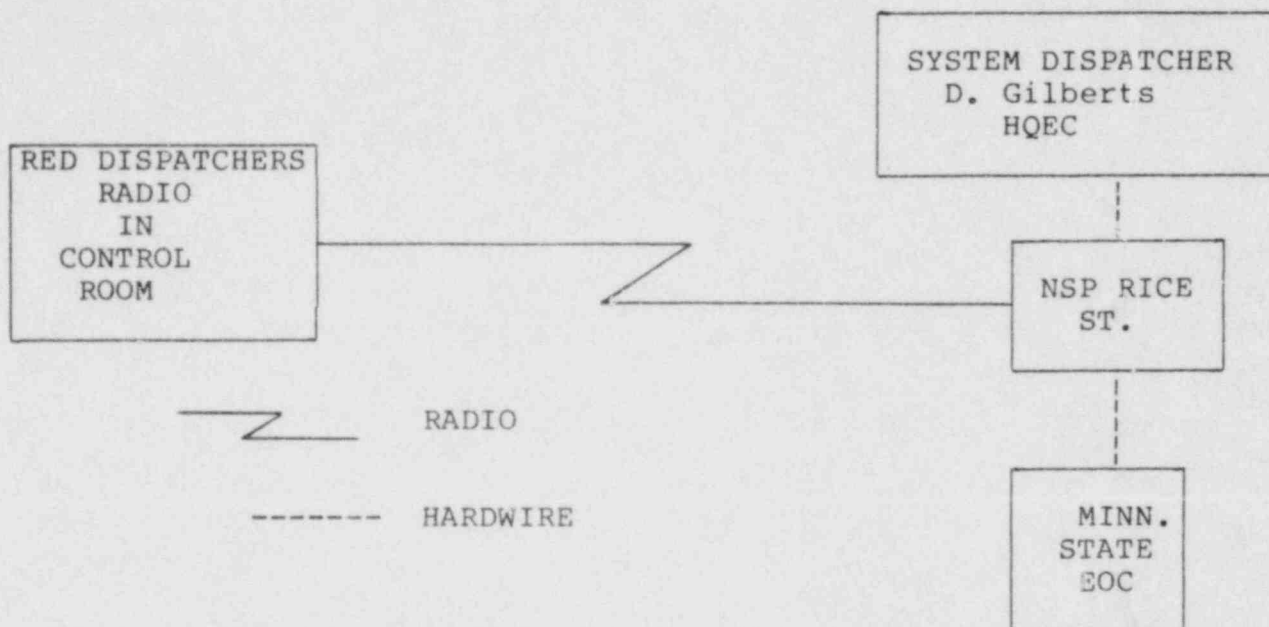 SYSTEM DISPATCHER
D. Gilberts
HQEC
RED DISPATCHERS
RADIO
IN
CONTROL
ROOM
NSP RICE
ST.
RADIO
HARDWIRE
MINN.
STATE
EOC